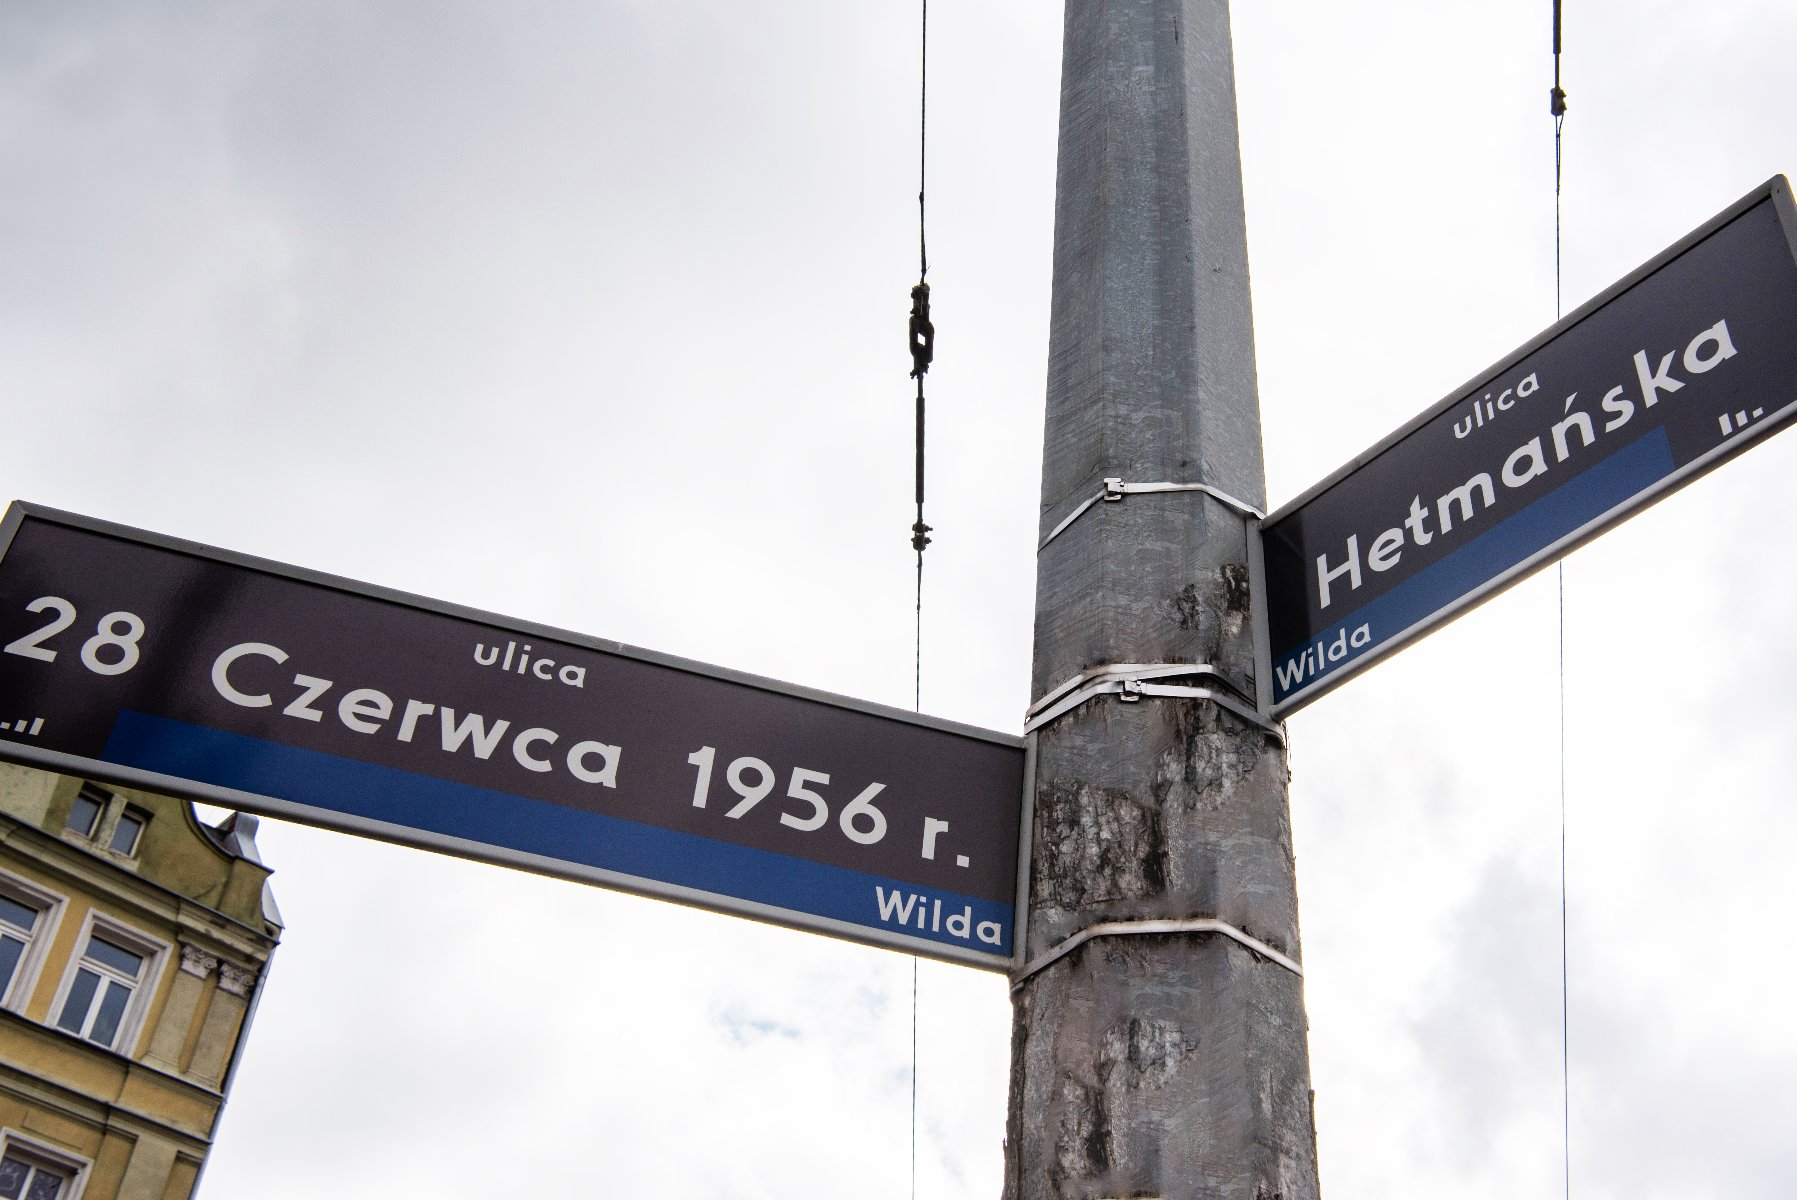 ulica
28 Czerwca 1956 r.
Wilda
ulica
Hetmańska
Wilda